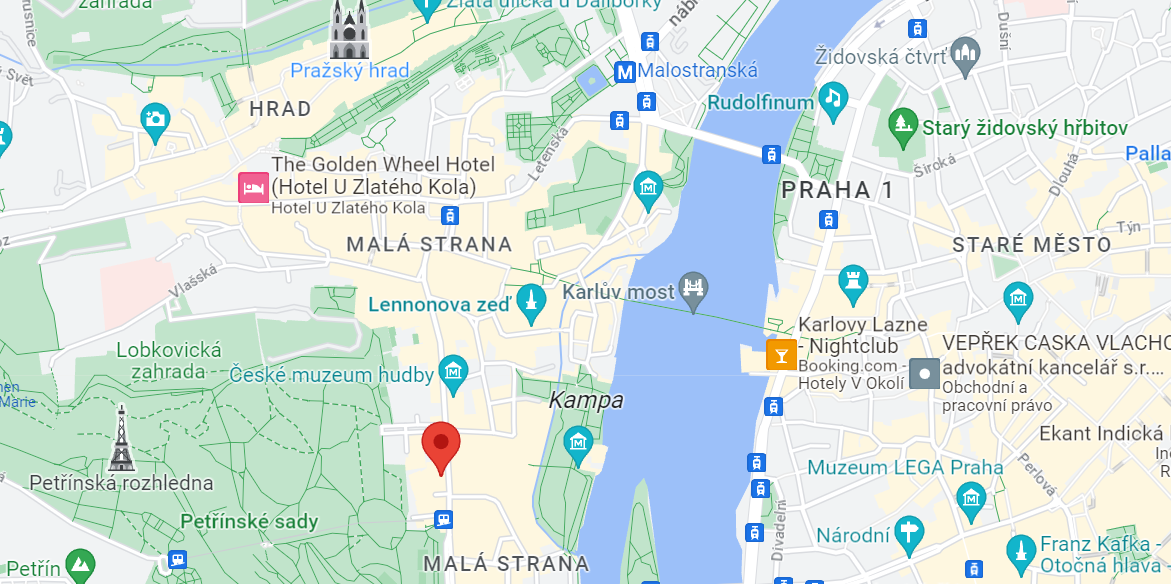 Zlatá ulička u Daliborky
zahrada
Svět
Pražský hrad
HRAD
Malostranská
Dušní
Židovská čtvrť
Rudolfinum
Starý židovský hřbitov
Široká
Dlouhá
Letenská
The Golden Wheel Hotel
(Hotel U Zlatého Kola)
Hotel U Zlatého Kola
PRAHA 1
Týn
MALÁ STRANA
STARÉ MĚSTO
Vlašská
Karlův most
Lennonova zeď
Karlovy Lazne
- Nightclub
Booking.com -
Hotely V Okolí
VEPŘEK CASKA VLACHO
advokátní kancelář s.r....
Obchodní a
pracovní právo
Lobkovická
zahrada
České muzeum hudby
Marie
Kampa
Ekant Indická
Petřínská rozhledna
Muzeum LEGA Praha
Perlová
Petřínské sady
Divadelní
Národní
Franz Kafka -
Otočná hlava -
MALÁ STRANA
Petřín